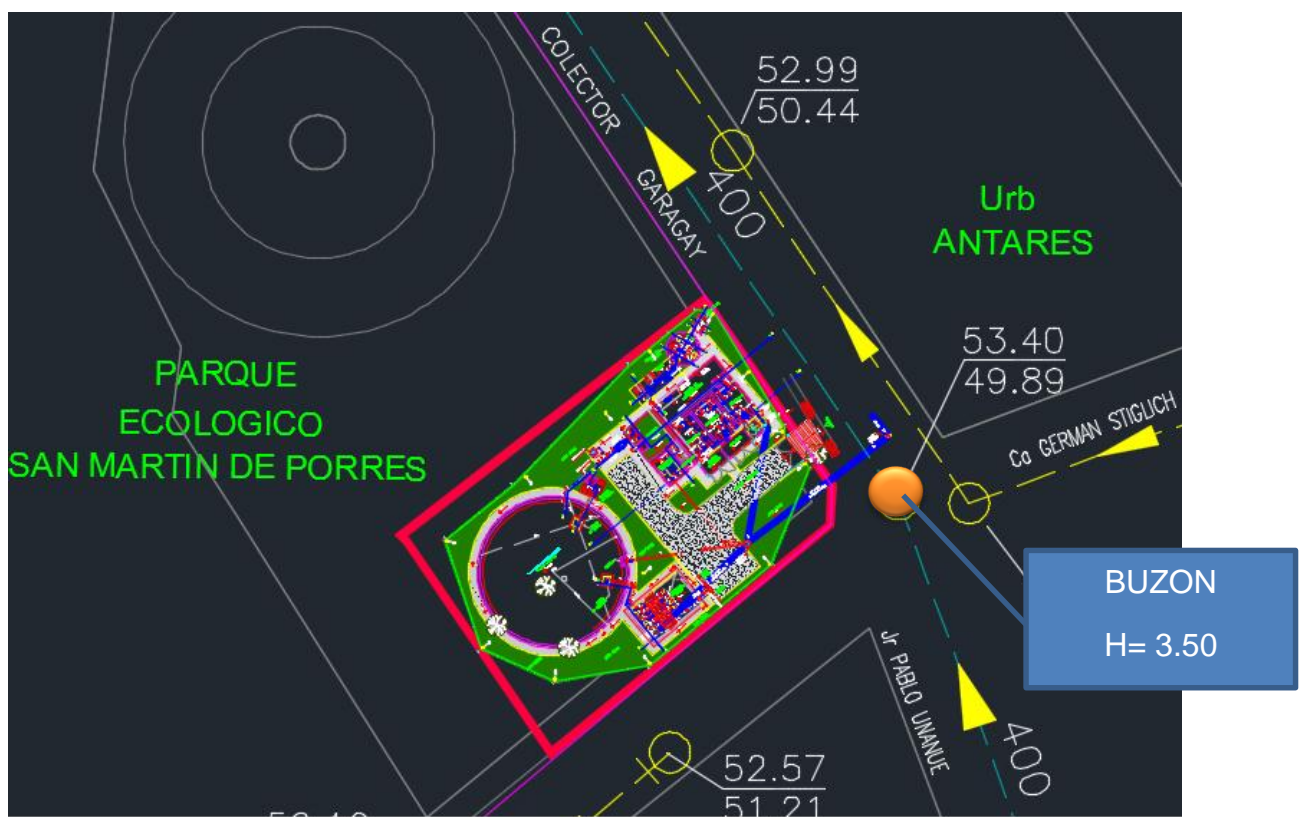 COLECTOR
GARAGAY
52.99
50.44
400
Urb
ANTARES
53.40
49.89
PARQUE
ECOLOGICO
SAN MARTIN DE PORRES
Ca GERMAN STIGLICH
BUZON
H= 3.50
Jr PABLO UNANUE
400
52.57
51.21